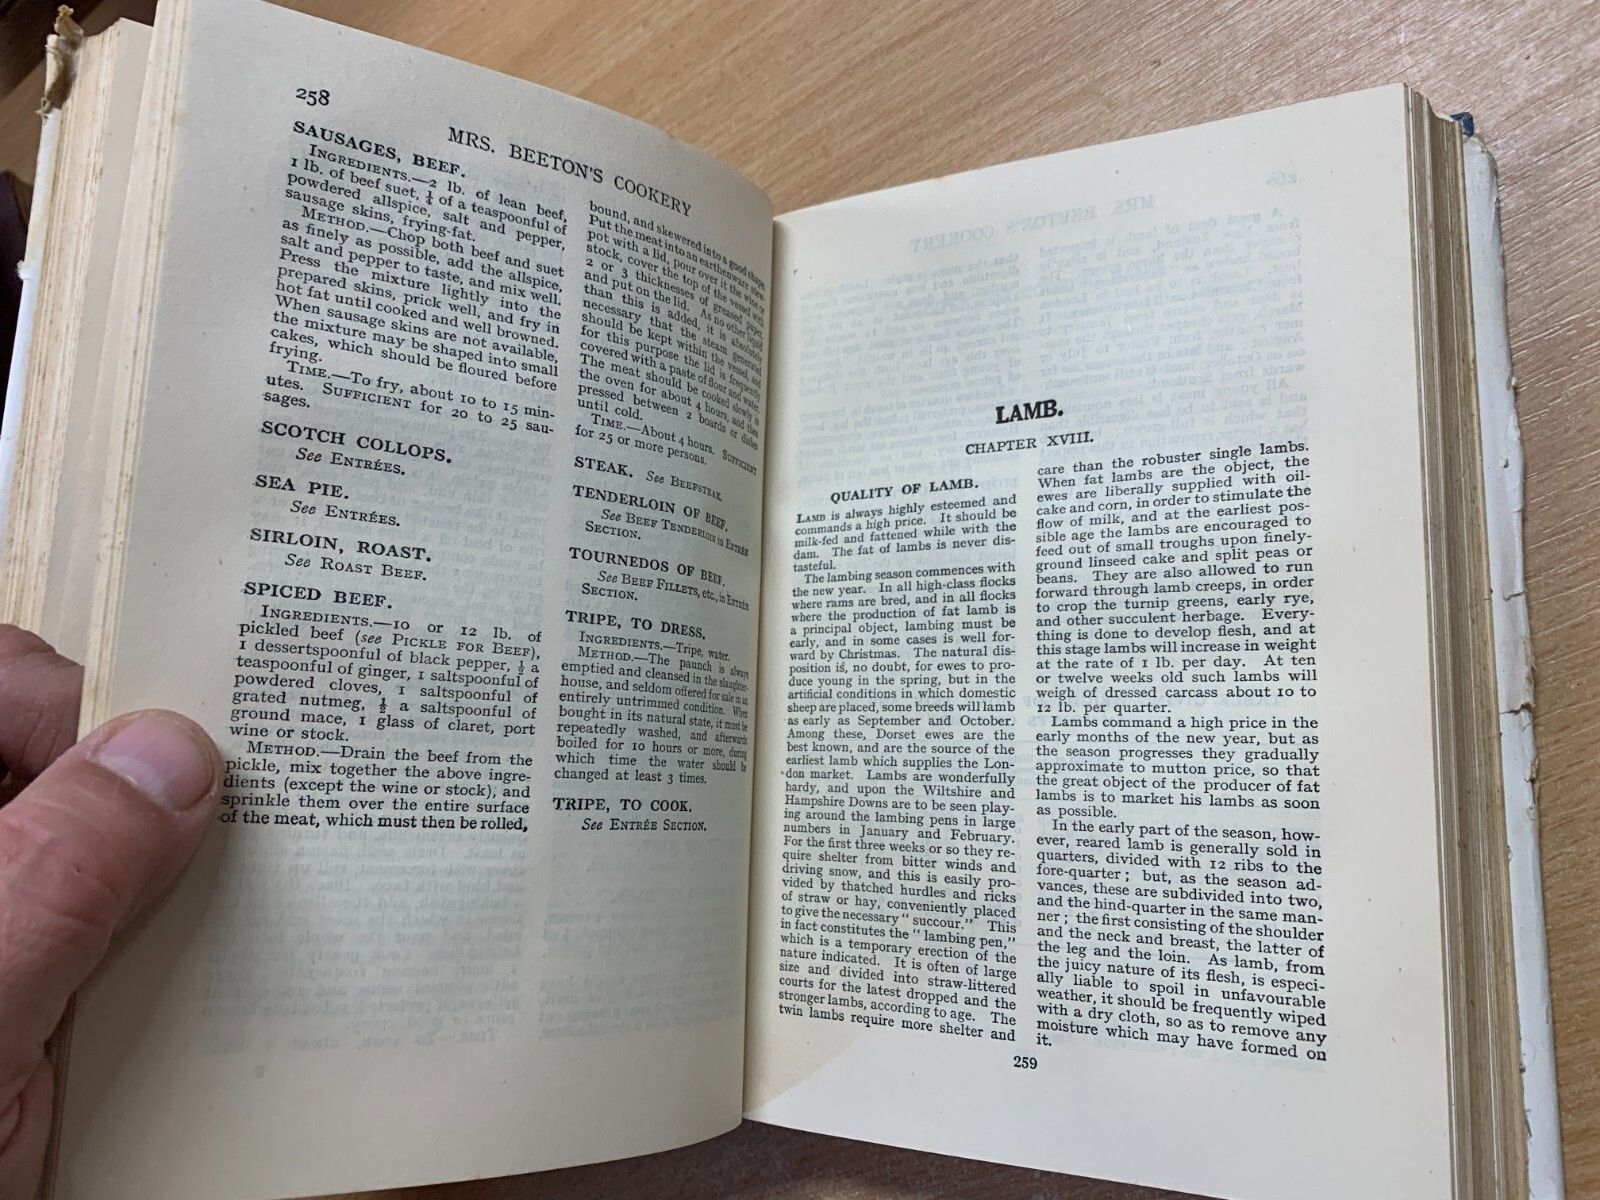 258
MRS. BEETON'S COOKERY
SAUSAGES, BEEF.
INGREDIENTS.—2 lb. of lean beef,
1 lb. of beef suet, ¼ of a teaspoonful of
powdered allspice, salt and pepper,
sausage skins, frying-fat.
METHOD.—Chop both beef and suet
as finely as possible, add the allspice,
salt and pepper to taste, and mix well.
Press the mixture lightly into the
prepared skins, prick well, and fry in
hot fat until cooked and well browned.
When sausage skins are not available,
the mixture may be shaped into small
cakes, which should be floured before
frying.
TIME.—To fry, about 10 to 15 min-
utes. SUFFICIENT for 20 to 25 sau-
sages.
SCOTCH COLLOPS.
See ENTRÉES.
SEA PIE.
See ENTRÉES.
SIRLOIN, ROAST.
See ROAST BEEF.
SPICED BEEF.
INGREDIENTS.—10 or 12 lb. of
pickled beef (see PICKLE FOR BEEF),
1 dessertspoonful of black pepper, ½ a
teaspoonful of ginger, 1 saltspoonful of
powdered cloves, 1 saltspoonful of
grated nutmeg, ½ a saltspoonful of
ground mace, 1 glass of claret, port
wine or stock.
METHOD.—Drain the beef from the
pickle, mix together the above ingre-
dients (except the wine or stock), and
sprinkle them over the entire surface
of the meat, which must then be rolled,
bound, and skewered into a good shape.
Put the meat into an earthenware stew-
pot with a lid, pour over it the wine or
stock, cover the top of the vessel with
2 or 3 thicknesses of greased paper,
and put on the lid. As no other liquid
than this is added, it is absolutely
necessary that the steam generated
should be kept within the vessel, and
for this purpose the lid is frequently
covered with a paste of flour and water.
The meat should be cooked slowly in
the oven for about 4 hours, and then
pressed between 2 boards or dishes
until cold.
TIME.—About 4 hours. SUFFICIENT
for 25 or more persons.
STEAK. See BEEFSTEAK.
TENDERLOIN OF BEEF.
See BEEF TENDERLOIN in ENTRÉE
SECTION.
TOURNEDOS OF BEEF.
See BEEF FILLETS, etc., in ENTRÉE
SECTION.
TRIPE, TO DRESS.
INGREDIENTS.—Tripe, water.
METHOD.—The paunch is always
emptied and cleansed in the slaughter-
house, and seldom offered for sale in an
entirely untrimmed condition. When
bought in its natural state, it must be
repeatedly washed, and afterwards
boiled for 10 hours or more, during
which time the water should be
changed at least 3 times.
TRIPE, TO COOK.
See ENTRÉE SECTION.
LAMB.
CHAPTER XVIII.
QUALITY OF LAMB.
LAMB is always highly esteemed and
commands a high price. It should be
milk-fed and fattened while with the
dam. The fat of lambs is never dis-
tasteful.
The lambing season commences with
the new year. In all high-class flocks
where rams are bred, and in all flocks
where the production of fat lamb is
a principal object, lambing must be
early, and in some cases is well for-
ward by Christmas. The natural dis-
position is, no doubt, for ewes to pro-
duce young in the spring, but in the
artificial conditions in which domestic
sheep are placed, some breeds will lamb
as early as September and October.
Among these, Dorset ewes are the
best known, and are the source of the
earliest lamb which supplies the Lon-
don market. Lambs are wonderfully
hardy, and upon the Wiltshire and
Hampshire Downs are to be seen play-
ing around the lambing pens in large
numbers in January and February.
For the first three weeks or so they re-
quire shelter from bitter winds and
driving snow, and this is easily pro-
vided by thatched hurdles and ricks
of straw or hay, conveniently placed
to give the necessary "succour." This
in fact constitutes the "lambing pen,"
which is a temporary erection of the
nature indicated. It is often of large
size and divided into straw-littered
courts for the latest dropped and the
stronger lambs, according to age. The
twin lambs require more shelter and
care than the robuster single lambs.
When fat lambs are the object, the
ewes are liberally supplied with oil-
cake and corn, in order to stimulate the
flow of milk, and at the earliest pos-
sible age the lambs are encouraged to
feed out of small troughs upon finely-
ground linseed cake and split peas or
beans. They are also allowed to run
forward through lamb creeps, in order
to crop the turnip greens, early rye,
and other succulent herbage. Every-
thing is done to develop flesh, and at
this stage lambs will increase in weight
at the rate of 1 lb. per day. At ten
or twelve weeks old such lambs will
weigh of dressed carcass about 10 to
12 lb. per quarter.
Lambs command a high price in the
early months of the new year, but as
the season progresses they gradually
approximate to mutton price, so that
the great object of the producer of fat
lambs is to market his lambs as soon
as possible.
In the early part of the season, how-
ever, reared lamb is generally sold in
quarters, divided with 12 ribs to the
fore-quarter; but, as the season ad-
vances, these are subdivided into two,
and the hind-quarter in the same man-
ner; the first consisting of the shoulder
and the neck and breast, the latter of
the leg and the loin. As lamb, from
the juicy nature of its flesh, is especi-
ally liable to spoil in unfavourable
weather, it should be frequently wiped
with a dry cloth, so as to remove any
moisture which may have formed on
it.
259